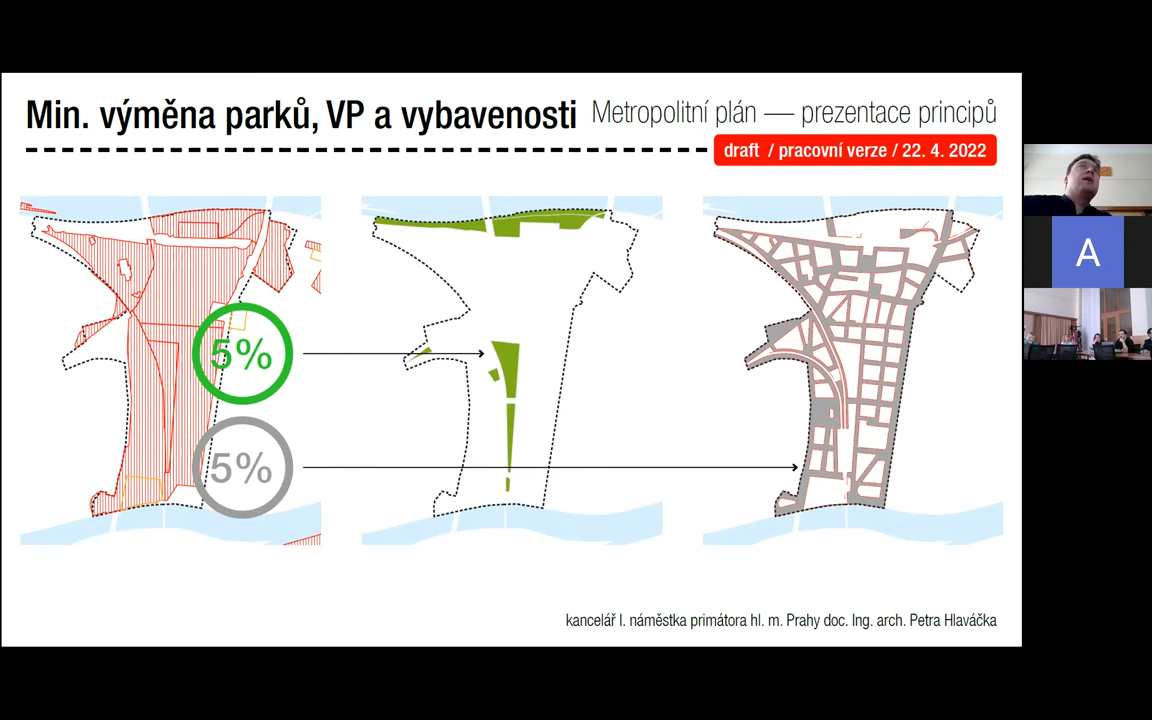 Min. výměna parků, VP a vybavenosti Metropolitní plán — prezentace principů
draft / pracovní verze / 22. 4. 2022
5%
5%
A
kancelář I. náměstka primátora hl. m. Prahy doc. Ing. arch. Petra Hlaváčka